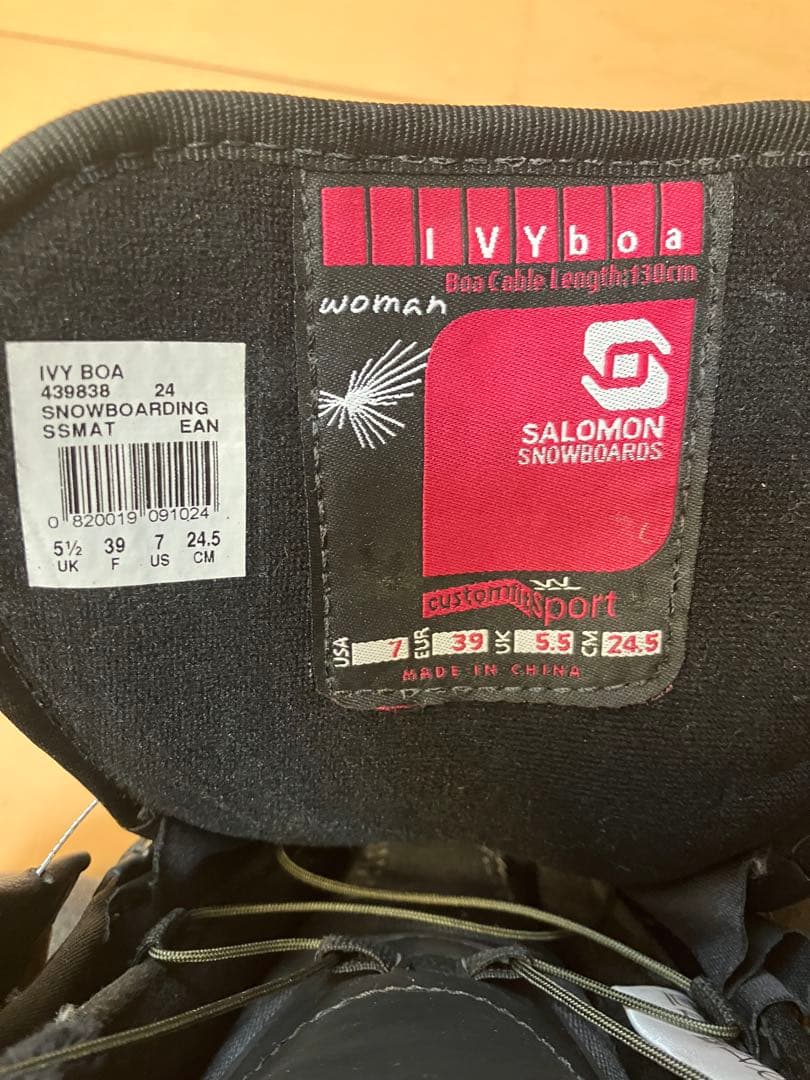 IVY BOA
439838 24
SNOWBOARDING
SSMAT EAN
0 820019 091024
5½ 39 7 24.5
UK F US CM
IVYboa
Boa Cable Length:130cm
woman
SALOMON
SNOWBOARDS
customfit sport
USA 7 EUR 39 UK 5.5 CM 24.5
MADE IN CHINA